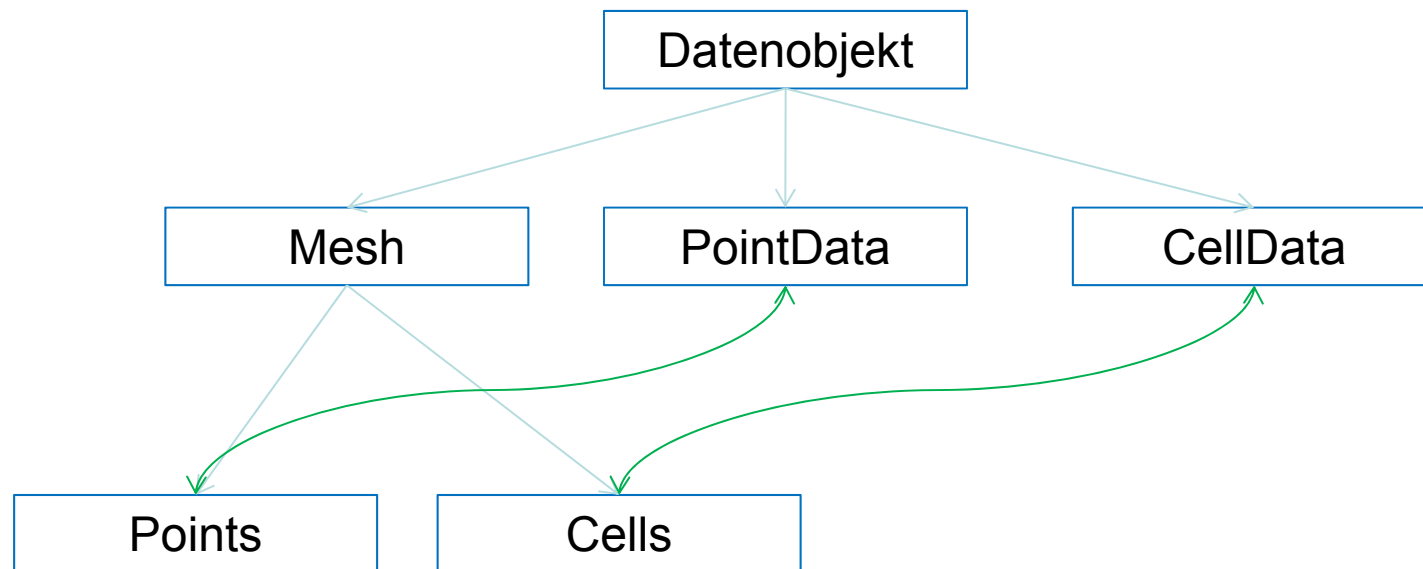 Datenobjekt
Mesh
PointData
CellData
Points
Cells